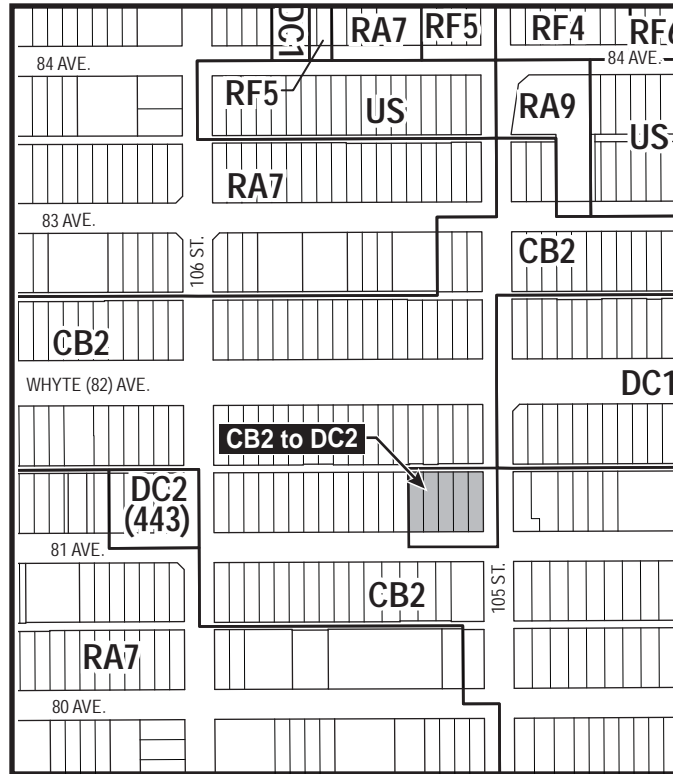 DC1
RA7
RF5
RF4
RF6
84 AVE.
84 AVE.
RF5
US
RA9
US
RA7
83 AVE.
106 ST.
CB2
CB2
WHYTE (82) AVE.
DC1
CB2 to DC2
DC2
(443)
81 AVE.
105 ST.
CB2
RA7
80 AVE.